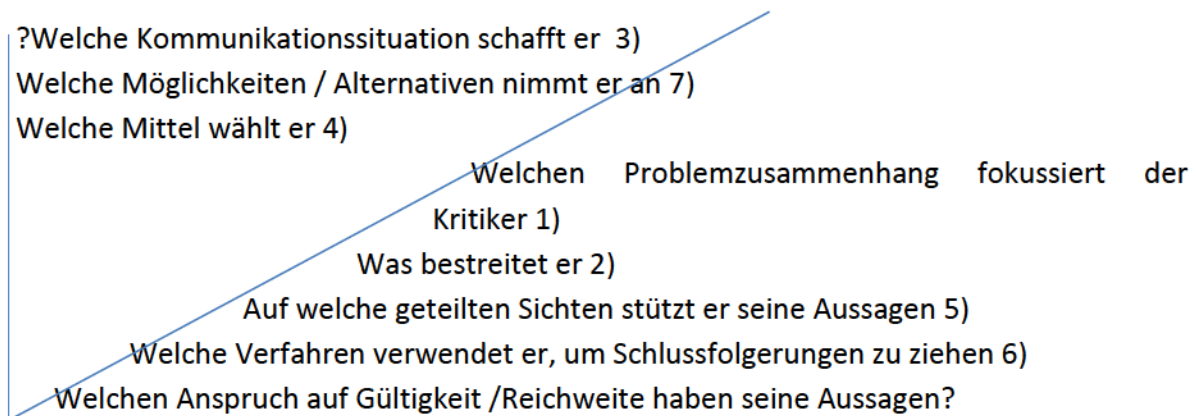 ?Welche Kommunikationssituation schafft er 3)
Welche Möglichkeiten / Alternativen nimmt er an 7)
Welche Mittel wählt er 4)
Welchen Problemzusammenhang fokussiert der
Kritiker 1)
Was bestreitet er 2)
Auf welche geteilten Sichten stützt er seine Aussagen 5)
Welche Verfahren verwendet er, um Schlussfolgerungen zu ziehen 6)
Welchen Anspruch auf Gültigkeit /Reichweite haben seine Aussagen?